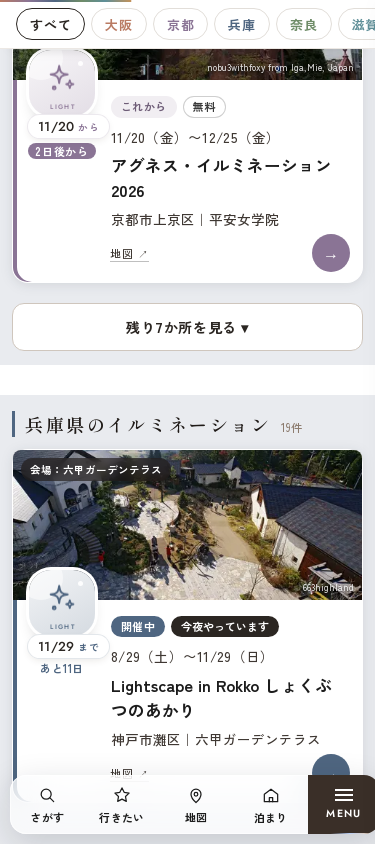 すべて 大阪 京都 兵庫 奈良 滋賀
nobu3withfoxy from Iga,Mie, Japan
LIGHT
11/20 から
2日後から
これから 無料
11/20（金）〜12/25（金）
アグネス・イルミネーション
2026
京都市上京区｜平安女学院
地図 ↗
→
残り7か所を見る ▾
兵庫県のイルミネーション 19件
会場：六甲ガーデンテラス
663highland
LIGHT
11/29 まで
あと11日
開催中 今夜やっています
8/29（土）〜11/29（日）
Lightscape in Rokko しょくぶ
つのあかり
神戸市灘区｜六甲ガーデンテラス
地図 ↗
さがす 行きたい 地図 泊まり MENU